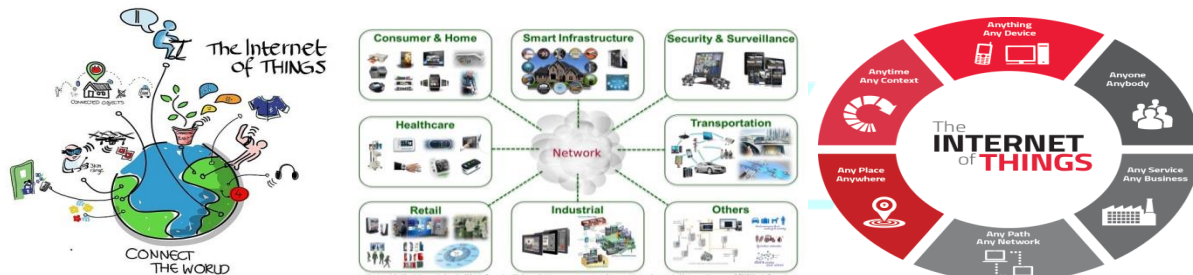 The Internet
of THINGS
CONNECTED OBJECTS
CONNECT
THE WORLD
Consumer & Home
Smart Infrastructure
Security & Surveillance
Healthcare
Network
Transportation
Retail
Industrial
Others
Anything
Any Device
Anyone
Anybody
Any Service
Any Business
Any Path
Any Network
Any Place
Anywhere
Anytime
Any Context
The
INTERNET
of THINGS